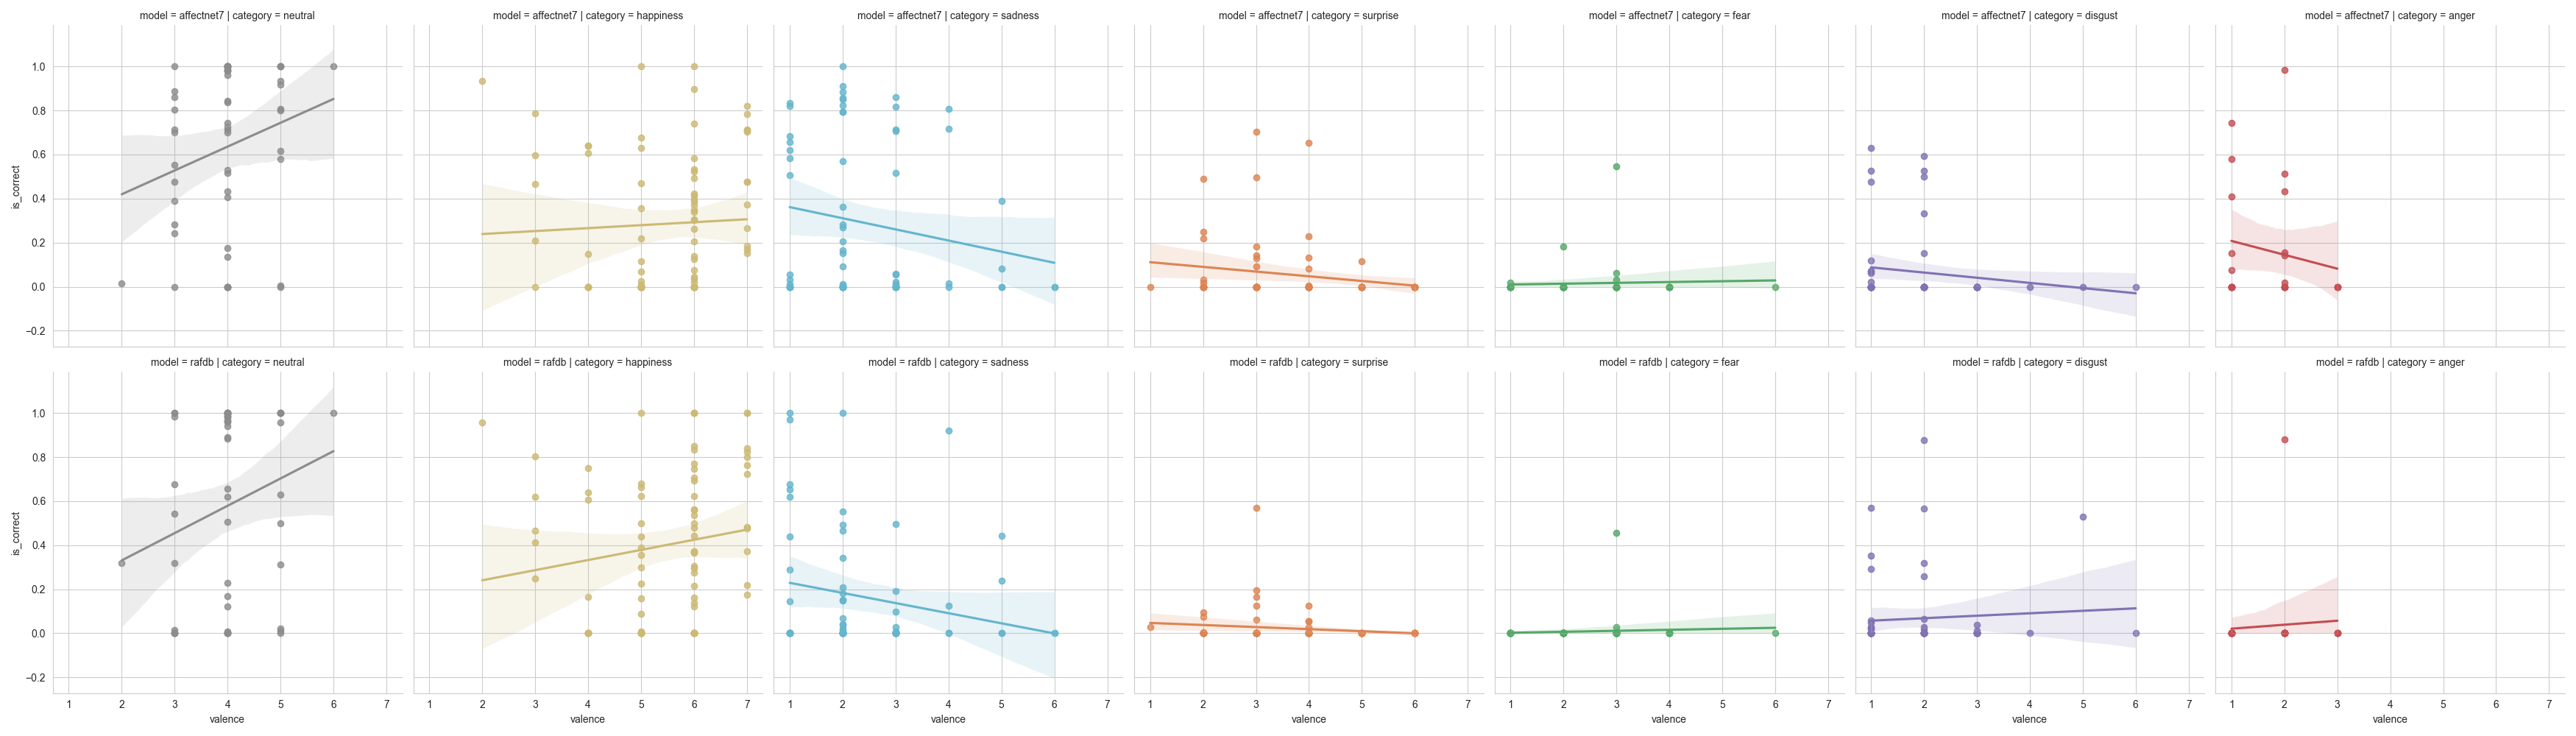 model = affectnet7 | category = neutral
model = affectnet7 | category = happiness
model = affectnet7 | category = sadness
model = affectnet7 | category = surprise
model = affectnet7 | category = fear
model = affectnet7 | category = disgust
model = affectnet7 | category = anger
is_correct
1.0
0.8
0.6
0.4
0.2
0.0
−0.2
model = rafdb | category = neutral
model = rafdb | category = happiness
model = rafdb | category = sadness
model = rafdb | category = surprise
model = rafdb | category = fear
model = rafdb | category = disgust
model = rafdb | category = anger
is_correct
1.0
0.8
0.6
0.4
0.2
0.0
−0.2
1 2 3 4 5 6 7
valence
1 2 3 4 5 6 7
valence
1 2 3 4 5 6 7
valence
1 2 3 4 5 6 7
valence
1 2 3 4 5 6 7
valence
1 2 3 4 5 6 7
valence
1 2 3 4 5 6 7
valence